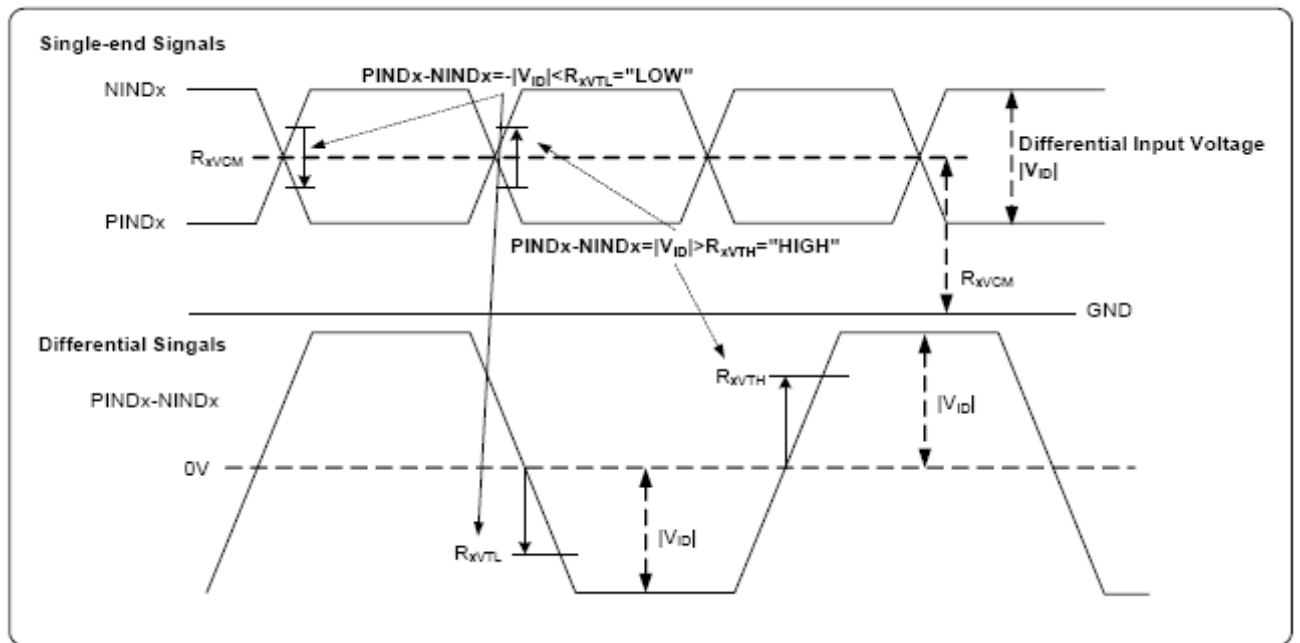 Single-end Signals
PINDx-NINDx=-|VID|<RxVTL="LOW"
NINDx
RxVCM
Differential Input Voltage
|VID|
PINDx
PINDx-NINDx=|VID|>RxVTH="HIGH"
RxVCM
GND
Differential Singals
RxVTH
PINDx-NINDx
|VID|
0V
RxVTL
|VID|